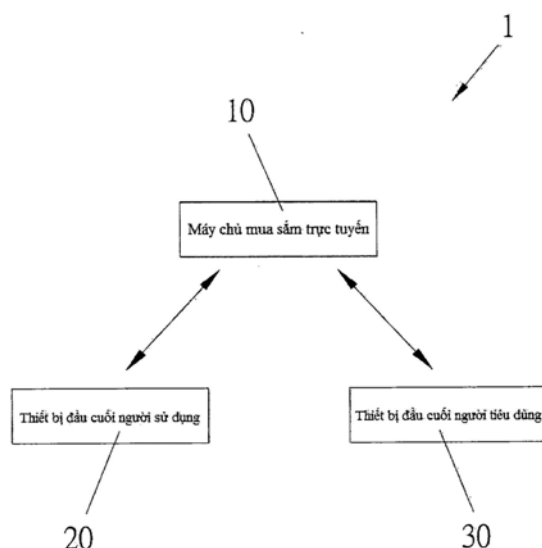 1
10
Máy chủ mua sắm trực tuyến
Thiết bị đầu cuối người sử dụng
Thiết bị đầu cuối người tiêu dùng
20
30